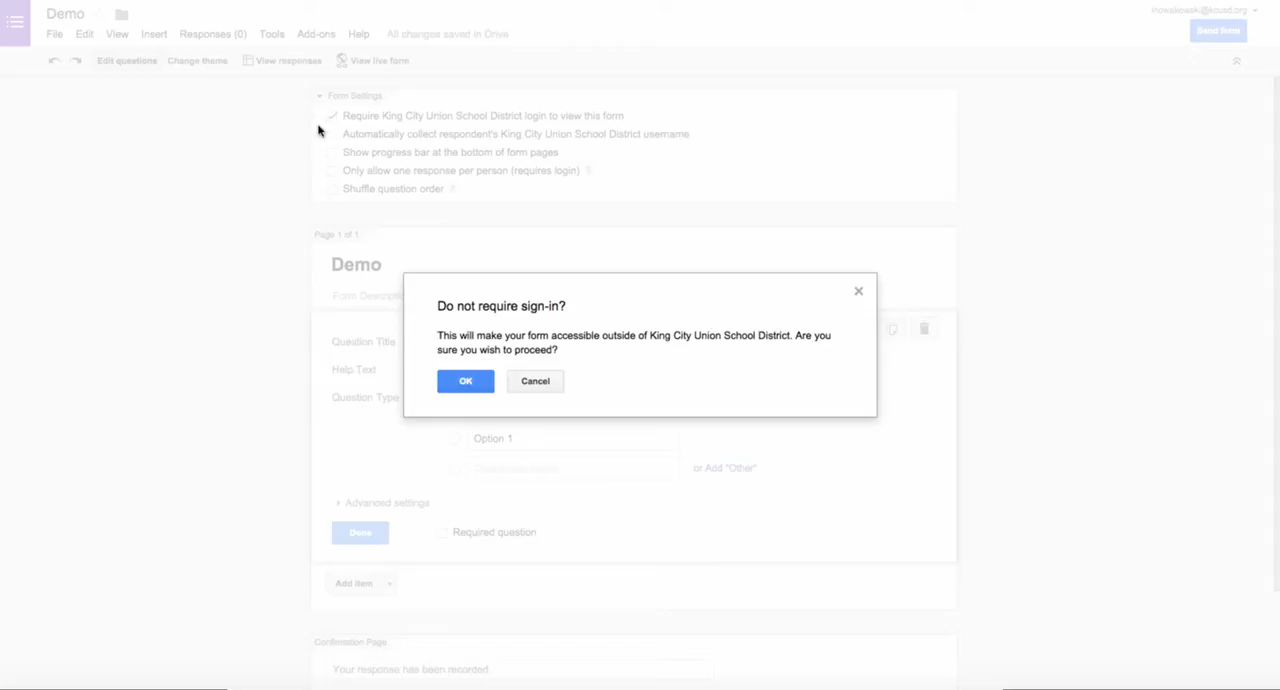 Demo
File Edit View Insert Responses (0) Tools Add-ons Help All changes saved in Drive
Send form
Edit questions Change theme View responses View live form
Form Settings
Require King City Union School District login to view this form
Automatically collect respondent's King City Union School District username
Show progress bar at the bottom of form pages
Only allow one response per person (requires login) ?
Shuffle question order ?
Page 1 of 1
Demo
Form Descripti
Do not require sign-in?
This will make your form accessible outside of King City Union School District. Are you
sure you wish to proceed?
OK Cancel
Question Title
Help Text
Question Type
Option 1
or Add "Other"
Advanced settings
Done Required question
Add item
Confirmation Page
Your response has been recorded.